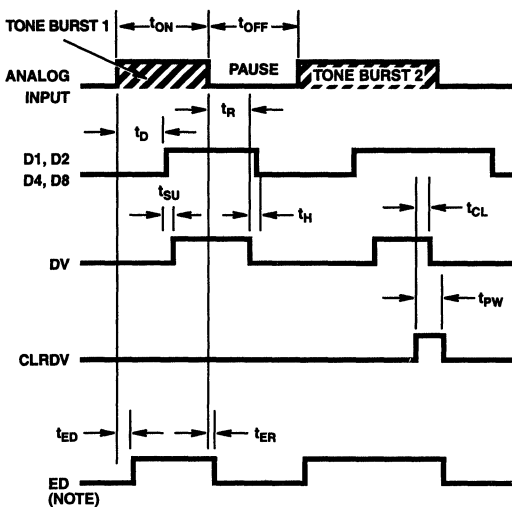 TONE BURST 1
tON
tOFF
PAUSE
ANALOG
INPUT
TONE BURST 2
tR
tD
D1, D2
D4, D8
tSU
tH
tCL
DV
tPW
CLRDV
tED
tER
ED
(NOTE)